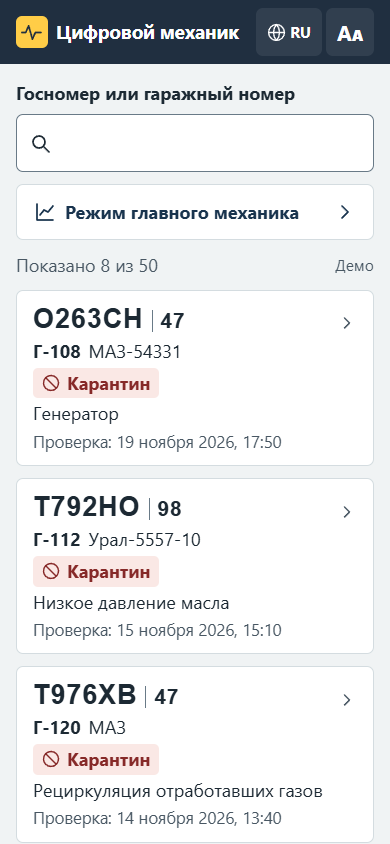 Цифровой механик
RU
Aa
Госномер или гаражный номер
Режим главного механика
Показано 8 из 50
Демо
О263СН 47
Г-108 МАЗ-54331
Карантин
Генератор
Проверка: 19 ноября 2026, 17:50
Т792НО 98
Г-112 Урал-5557-10
Карантин
Низкое давление масла
Проверка: 15 ноября 2026, 15:10
Т976ХВ 47
Г-120 МАЗ
Карантин
Рециркуляция отработавших газов
Проверка: 14 ноября 2026, 13:40